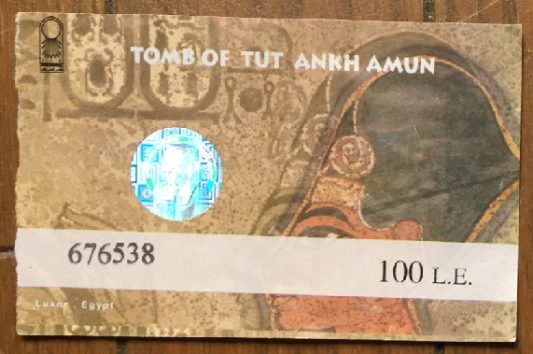 TOMB OF TUT ANKH AMUN
676538
100 L.E.
Luxor . Egypt